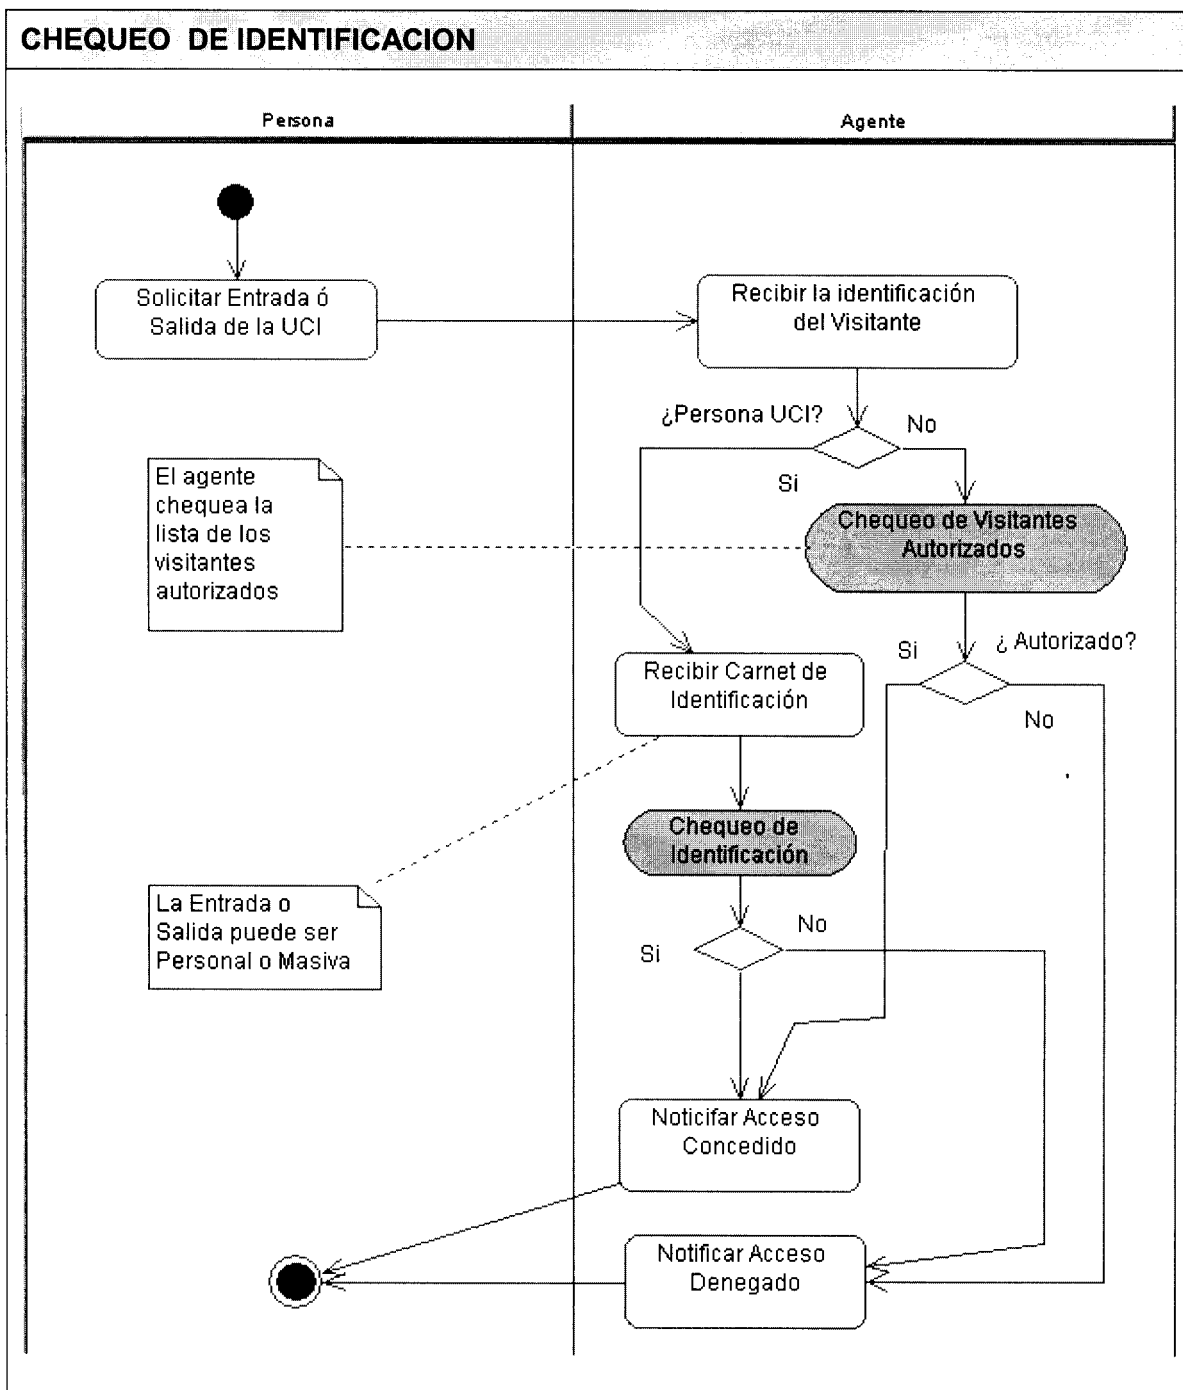 CHEQUEO DE IDENTIFICACION
Persona
Agente
Solicitar Entrada ó
Salida de la UCI
Recibir la identificación
del Visitante
¿Persona UCI?
No
Si
El agente
chequea la
lista de los
visitantes
autorizados
Chequeo de Visitantes
Autorizados
Si
¿ Autorizado?
No
Recibir Carnet de
Identificación
Chequeo de
Identificación
La Entrada o
Salida puede ser
Personal o Masiva
Si
No
Noticifar Acceso
Concedido
Notificar Acceso
Denegado